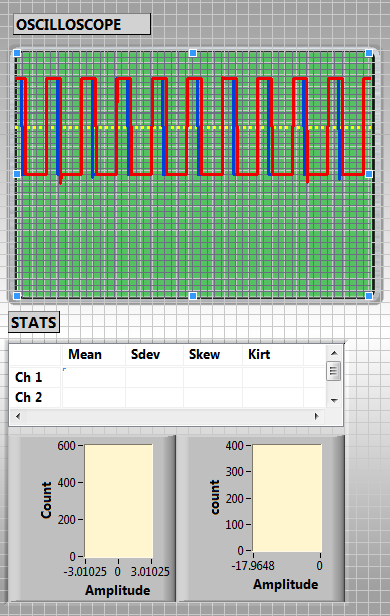 OSCILLOSCOPE
STATS
Mean Sdev Skew Kirt
Ch 1
Ch 2
600
400
200
0
Count
-3.01025 0 3.01025
Amplitude
400
300
200
100
0
count
-17.9648 0
Amplitude